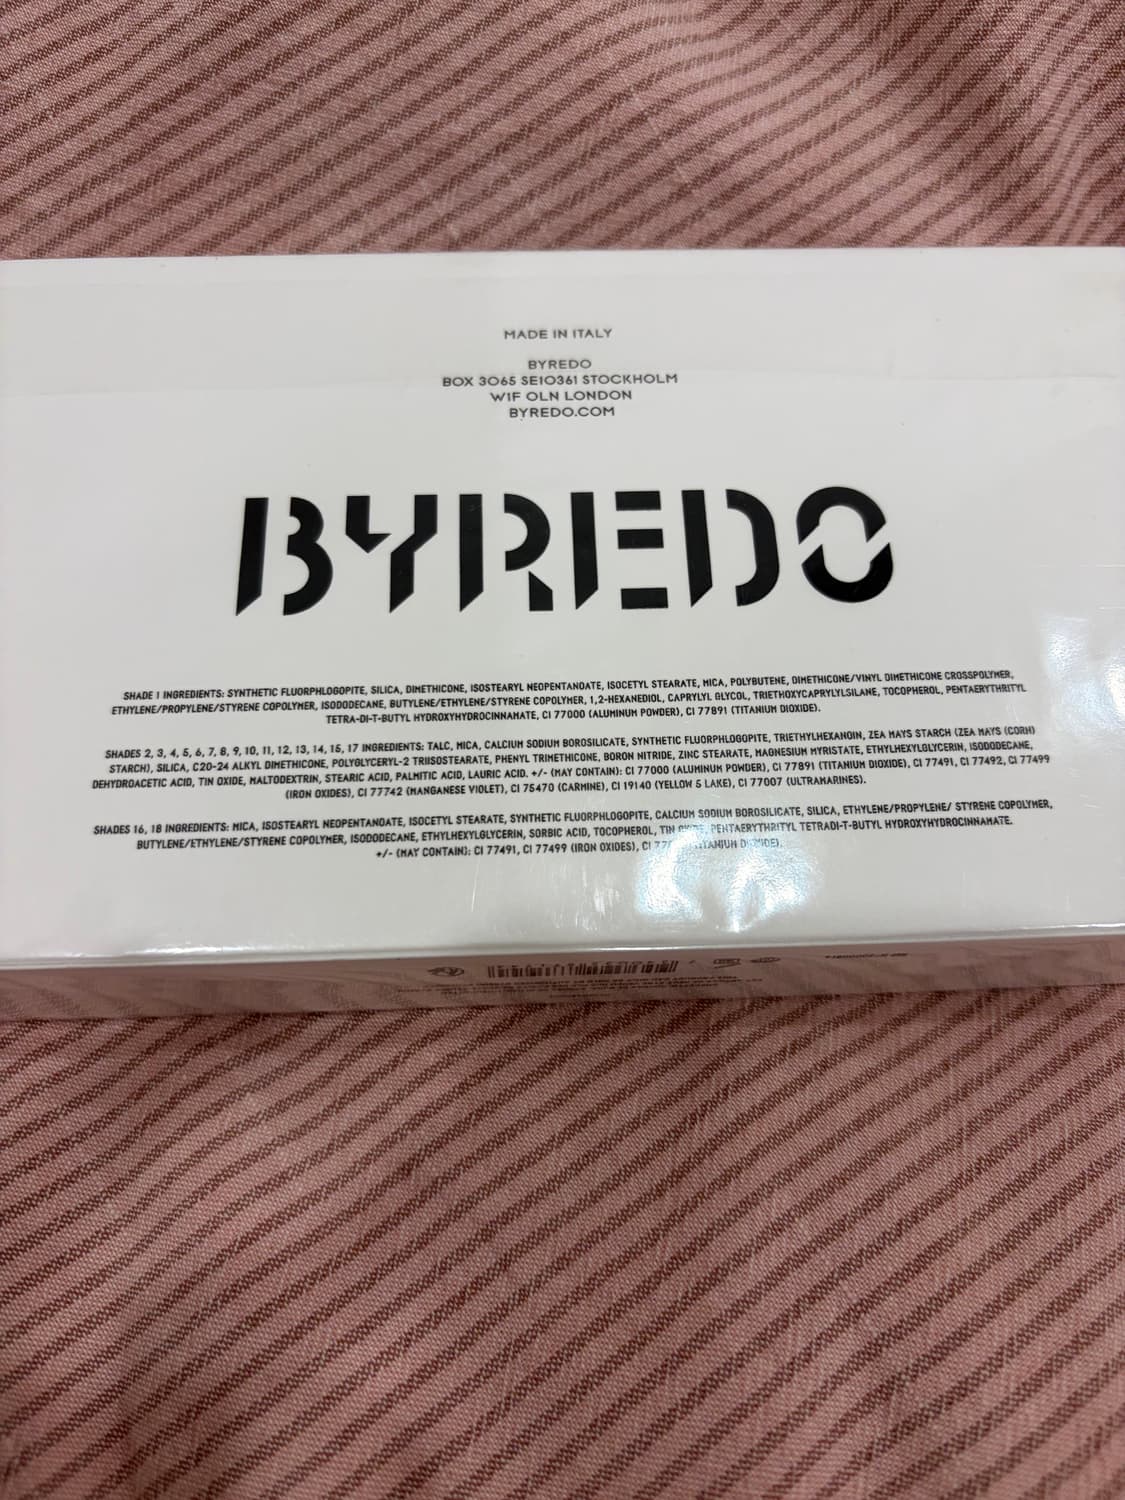 MADE IN ITALY
BYREDO
BOX 3065 SE10361 STOCKHOLM
W1F 0LN LONDON
BYREDO.COM
BYREDO
SHADE 1 INGREDIENTS: SYNTHETIC FLUORPHLOGOPITE, SILICA, DIMETHICONE, ISOSTEARYL NEOPENTANOATE, ISOCETYL STEARATE, MICA, POLYBUTENE, DIMETHICONE/VINYL DIMETHICONE CROSSPOLYMER,
ETHYLENE/PROPYLENE/STYRENE COPOLYMER, ISODODECANE, BUTYLENE/ETHYLENE/STYRENE COPOLYMER, 1,2-HEXANEDIOL, CAPRYLYL GLYCOL, TRIETHOXYCAPRYLYLSILANE, TOCOPHEROL, PENTAERYTHRITYL
TETRA-DI-T-BUTYL HYDROXYHYDROCINNAMATE, CI 77000 (ALUMINUM POWDER), CI 77891 (TITANIUM DIOXIDE).
SHADES 2, 3, 4, 5, 6, 7, 8, 9, 10, 11, 12, 13, 14, 15, 17 INGREDIENTS: TALC, MICA, CALCIUM SODIUM BOROSILICATE, SYNTHETIC FLUORPHLOGOPITE, TRIETHYLHEXANOIN, ZEA MAYS STARCH (ZEA MAYS (CORN)
STARCH), SILICA, C20-24 ALKYL DIMETHICONE, POLYGLYCERYL-2 TRIISOSTEARATE, PHENYL TRIMETHICONE, BORON NITRIDE, ZINC STEARATE, MAGNESIUM MYRISTATE, ETHYLHEXYLGLYCERIN, ISODODECANE,
DEHYDROACETIC ACID, TIN OXIDE, MALTODEXTRIN, STEARIC ACID, PALMITIC ACID, LAURIC ACID. +/- (MAY CONTAIN): CI 77000 (ALUMINUM POWDER), CI 77891 (TITANIUM DIOXIDE), CI 77491, CI 77492, CI 77499
(IRON OXIDES), CI 77742 (MANGANESE VIOLET), CI 75470 (CARMINE), CI 19140 (YELLOW 5 LAKE), CI 77007 (ULTRAMARINES).
SHADES 16, 18 INGREDIENTS: MICA, ISOSTEARYL NEOPENTANOATE, ISOCETYL STEARATE, SYNTHETIC FLUORPHLOGOPITE, CALCIUM SODIUM BOROSILICATE, SILICA, ETHYLENE/PROPYLENE/ STYRENE COPOLYMER,
BUTYLENE/ETHYLENE/STYRENE COPOLYMER, ISODODECANE, ETHYLHEXYLGLYCERIN, SORBIC ACID, TOCOPHEROL, TIN OXIDE, PENTAERYTHRITYL TETRADI-T-BUTYL HYDROXYHYDROCINNAMATE.
+/- (MAY CONTAIN): CI 77491, CI 77499 (IRON OXIDES), CI